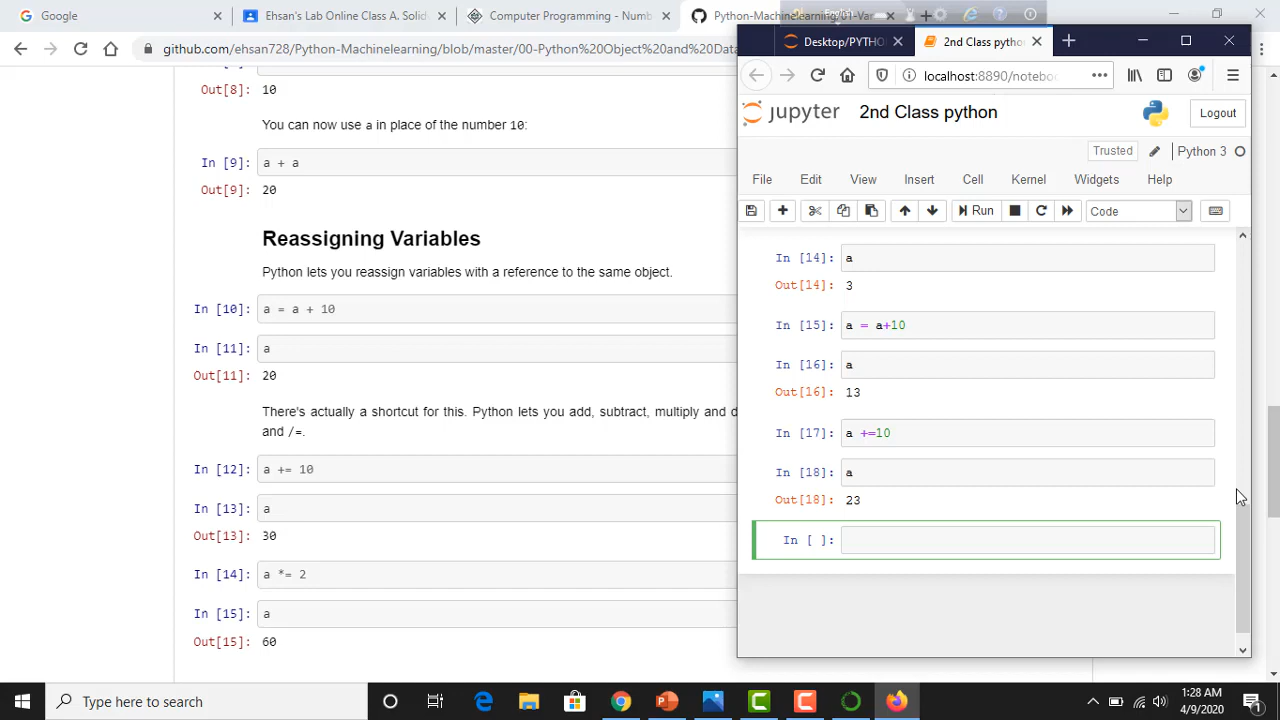 Google
Ehsan's Lab Online Class A. Solid.
Computer Programming - Numb
Python-Machinelearning/01-Var
English
github.com/ehsan728/Python-Machinelearning/blob/master/00-Python%20Object%20and%20Data
Out[8]: 10
You can now use a in place of the number 10:
In [9]: a + a
Out[9]: 20
Reassigning Variables
Python lets you reassign variables with a reference to the same object.
In [10]: a = a + 10
In [11]: a
Out[11]: 20
There's actually a shortcut for this. Python lets you add, subtract, multiply and d
and /=.
In [12]: a += 10
In [13]: a
Out[13]: 30
In [14]: a *= 2
In [15]: a
Out[15]: 60
Desktop/PYTHO
2nd Class pytho
localhost:8890/notebo
jupyter 2nd Class python
Logout
Trusted
Python 3
File Edit View Insert Cell Kernel Widgets Help
Run
Code
In [14]: a
Out[14]: 3
In [15]: a = a+10
In [16]: a
Out[16]: 13
In [17]: a +=10
In [18]: a
Out[18]: 23
In [ ]:
Type here to search
1:28 AM
4/9/2020
1